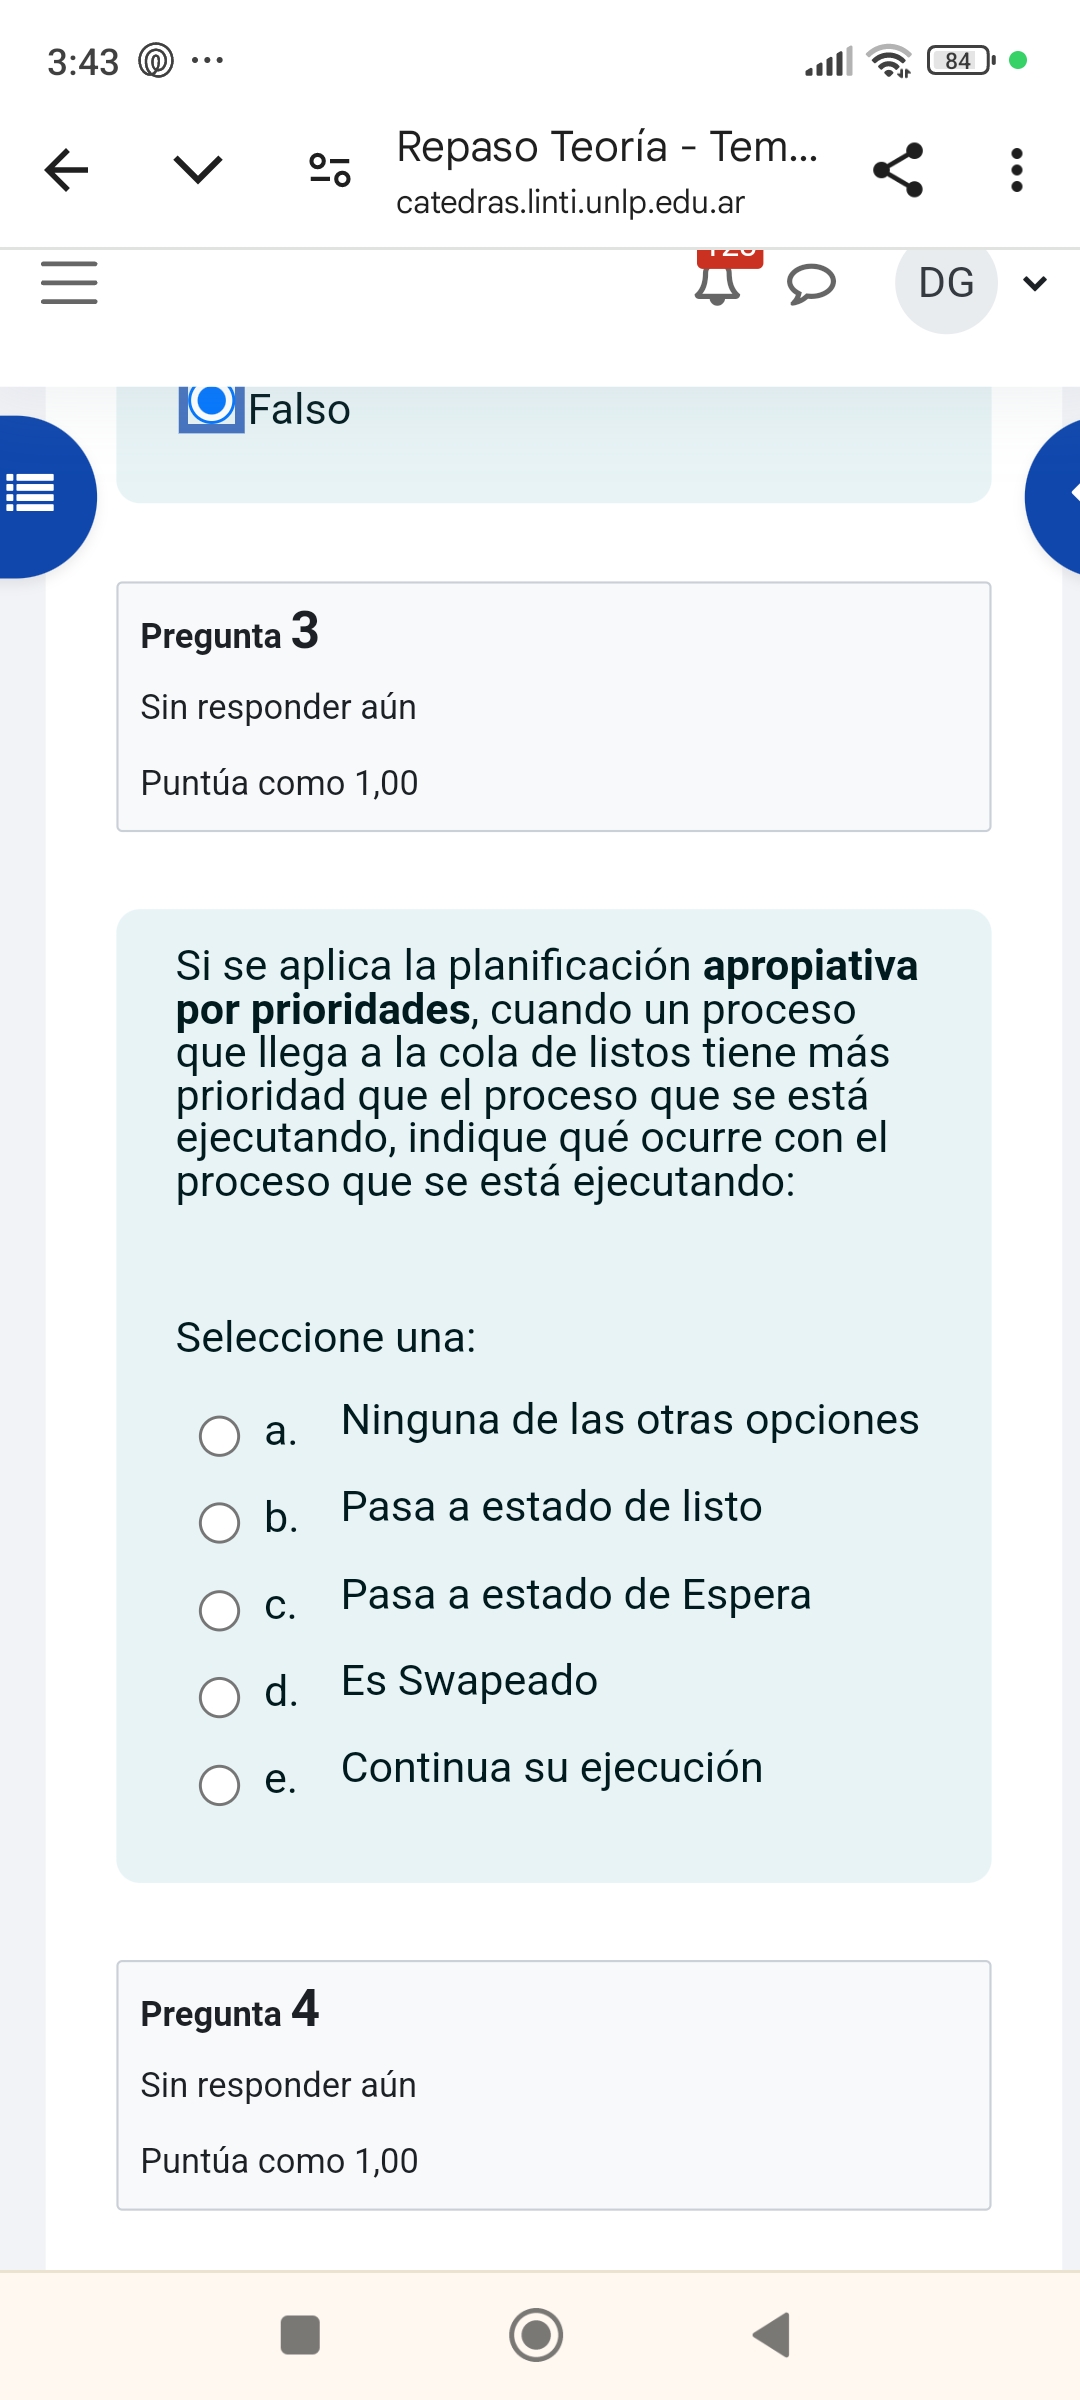 3:43
84
Repaso Teoría - Tem...
catedras.linti.unlp.edu.ar
DG
Falso
Pregunta 3
Sin responder aún
Puntúa como 1,00
Si se aplica la planificación apropiativa
por prioridades, cuando un proceso
que llega a la cola de listos tiene más
prioridad que el proceso que se está
ejecutando, indique qué ocurre con el
proceso que se está ejecutando:
Seleccione una:
a. Ninguna de las otras opciones
b. Pasa a estado de listo
c. Pasa a estado de Espera
d. Es Swapeado
e. Continua su ejecución
Pregunta 4
Sin responder aún
Puntúa como 1,00